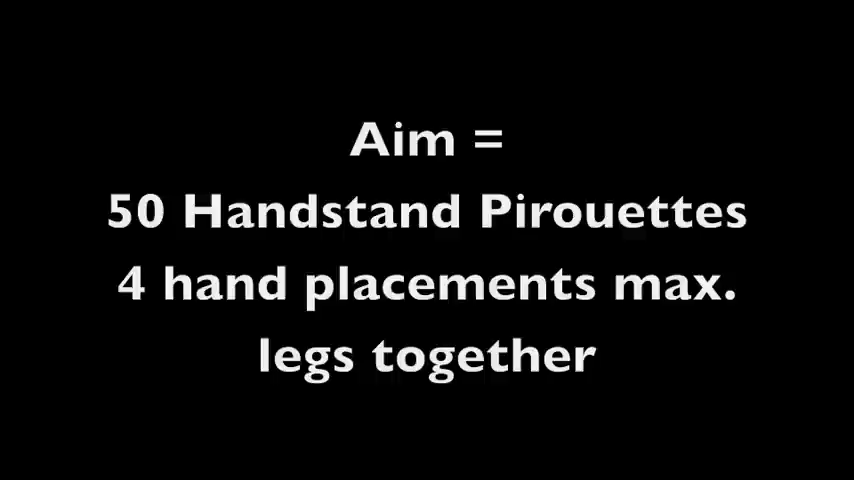 Aim =
50 Handstand Pirouettes
4 hand placements max.
legs together